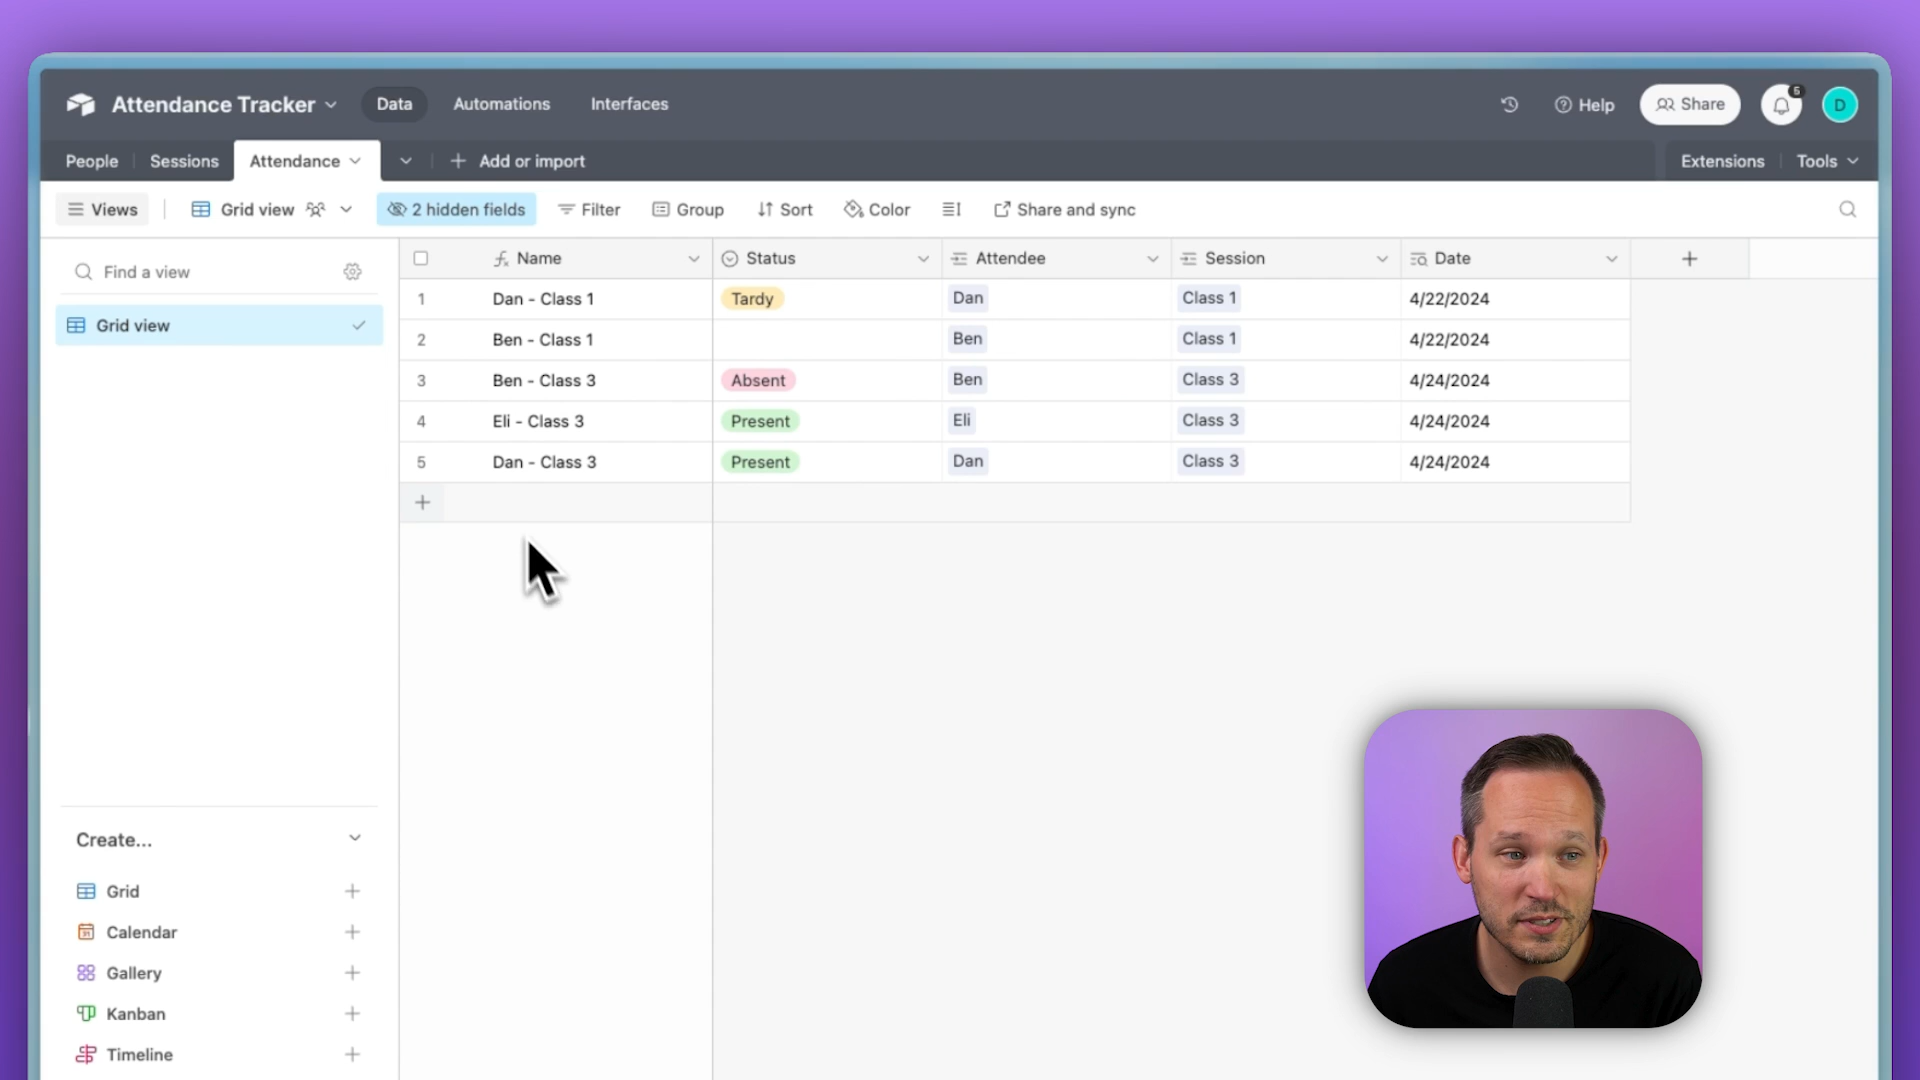 Attendance Tracker Data Automations Interfaces Help Share 5 D
People Sessions Attendance Add or import Extensions Tools
Views Grid view 2 hidden fields Filter Group Sort Color Share and sync
Find a view
Grid view
Name Status Attendee Session Date
1 Dan - Class 1 Tardy Dan Class 1 4/22/2024
2 Ben - Class 1 Ben Class 1 4/22/2024
3 Ben - Class 3 Absent Ben Class 3 4/24/2024
4 Eli - Class 3 Present Eli Class 3 4/24/2024
5 Dan - Class 3 Present Dan Class 3 4/24/2024
Create...
Grid
Calendar
Gallery
Kanban
Timeline